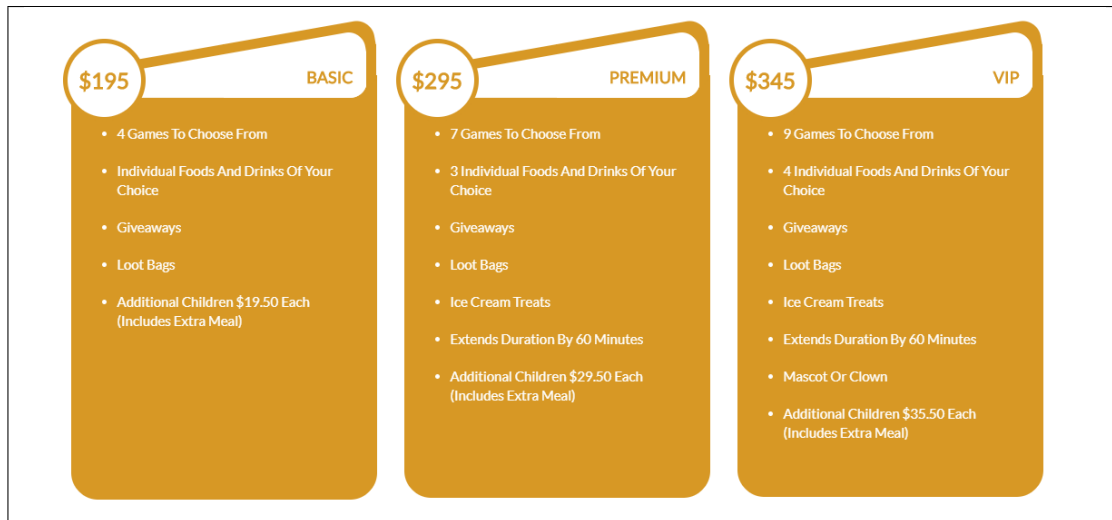 $195
BASIC
4 Games To Choose From
Individual Foods And Drinks Of Your
Choice
Giveaways
Loot Bags
Additional Children $19.50 Each
(Includes Extra Meal)
$295
PREMIUM
7 Games To Choose From
3 Individual Foods And Drinks Of Your
Choice
Giveaways
Loot Bags
Ice Cream Treats
Extends Duration By 60 Minutes
Additional Children $29.50 Each
(Includes Extra Meal)
$345
VIP
9 Games To Choose From
4 Individual Foods And Drinks Of Your
Choice
Giveaways
Loot Bags
Ice Cream Treats
Extends Duration By 60 Minutes
Mascot Or Clown
Additional Children $35.50 Each
(Includes Extra Meal)